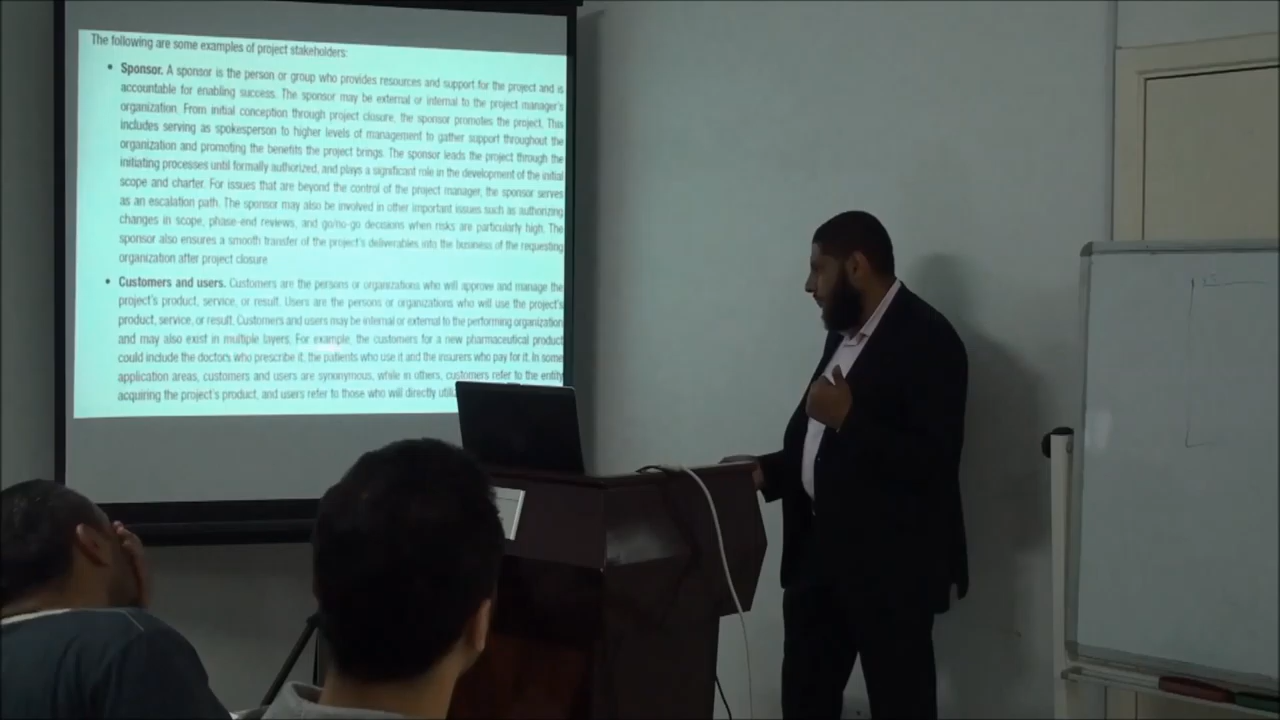 The following are some examples of project stakeholders:
• Sponsor. A sponsor is the person or group who provides resources and support for the project and is
accountable for enabling success. The sponsor may be external or internal to the project manager's
organization. From initial conception through project closure, the sponsor promotes the project. This
includes serving as spokesperson to higher levels of management to gather support throughout the
organization and promoting the benefits the project brings. The sponsor leads the project through the
initiating processes until formally authorized, and plays a significant role in the development of the initial
scope and charter. For issues that are beyond the control of the project manager, the sponsor serves
as an escalation path. The sponsor may also be involved in other important issues such as authorizing
changes in scope, phase-end reviews, and go/no-go decisions when risks are particularly high. The
sponsor also ensures a smooth transfer of the project's deliverables into the business of the requesting
organization after project closure
• Customers and users. Customers are the persons or organizations who will approve and manage the
project's product, service, or result. Users are the persons or organizations who will use the project's
product, service, or result. Customers and users may be internal or external to the performing organization
and may also exist in multiple layers. For example, the customers for a new pharmaceutical product
could include the doctors who prescribe it, the patients who use it and the insurers who pay for it. In some
application areas, customers and users are synonymous, while in others, customers refer to the entity
acquiring the project's product, and users refer to those who will directly